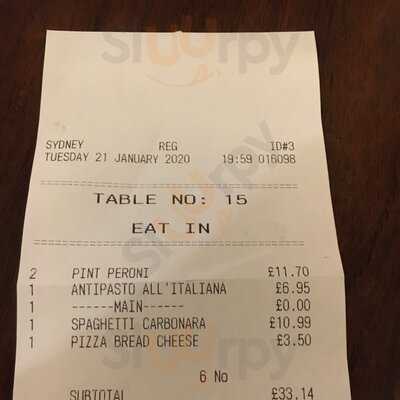 Sluurpy
SYDNEY REG ID#3
TUESDAY 21 JANUARY 2020 19:59 016098
TABLE NO: 15
EAT IN
2 PINT PERONI £11.70
1 ANTIPASTO ALL'ITALIANA £6.95
1 ------MAIN------ £0.00
1 SPAGHETTI CARBONARA £10.99
1 PIZZA BREAD CHEESE £3.50
6 No
SUBTOTAL £33.14